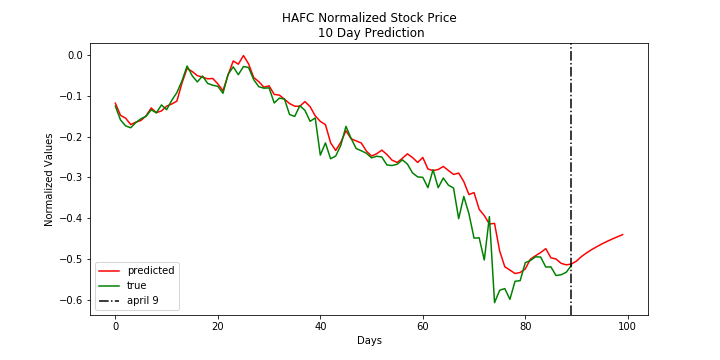 HAFC Normalized Stock Price
10 Day Prediction
Normalized Values
0.0
−0.1
−0.2
−0.3
−0.4
−0.5
−0.6
predicted
true
april 9
0 20 40 60 80 100
Days